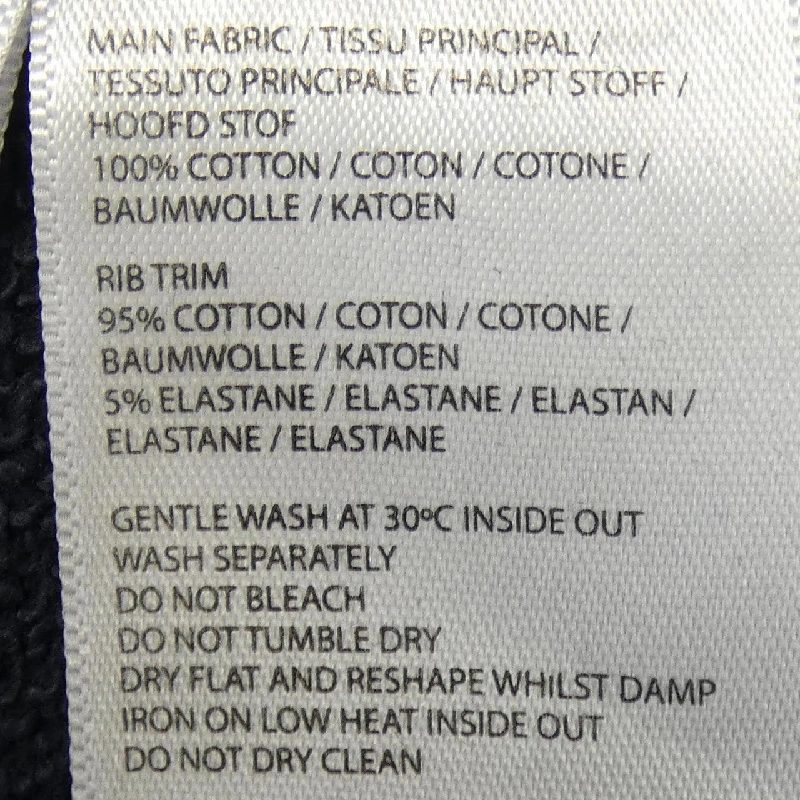 MAIN FABRIC / TISSU PRINCIPAL /
TESSUTO PRINCIPALE / HAUPT STOFF /
HOOFD STOF
100% COTTON / COTON / COTONE /
BAUMWOLLE / KATOEN
RIB TRIM
95% COTTON / COTON / COTONE /
BAUMWOLLE / KATOEN
5% ELASTANE / ELASTANE / ELASTAN /
ELASTANE / ELASTANE
GENTLE WASH AT 30ºC INSIDE OUT
WASH SEPARATELY
DO NOT BLEACH
DO NOT TUMBLE DRY
DRY FLAT AND RESHAPE WHILST DAMP
IRON ON LOW HEAT INSIDE OUT
DO NOT DRY CLEAN